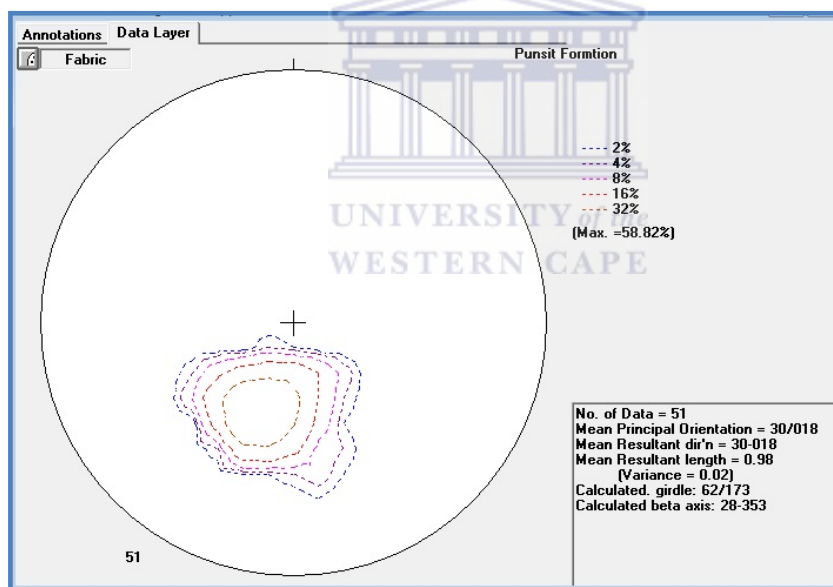 Annotations Data Layer
Fabric
Punsit Formtion
2%
4%
8%
16%
32%
(Max. =58.82%)
UNIVERSITY of the
WESTERN CAPE
No. of Data = 51
Mean Principal Orientation = 30/018
Mean Resultant dir'n = 30-018
Mean Resultant length = 0.98
(Variance = 0.02)
Calculated. girdle: 62/173
Calculated beta axis: 28-353
51